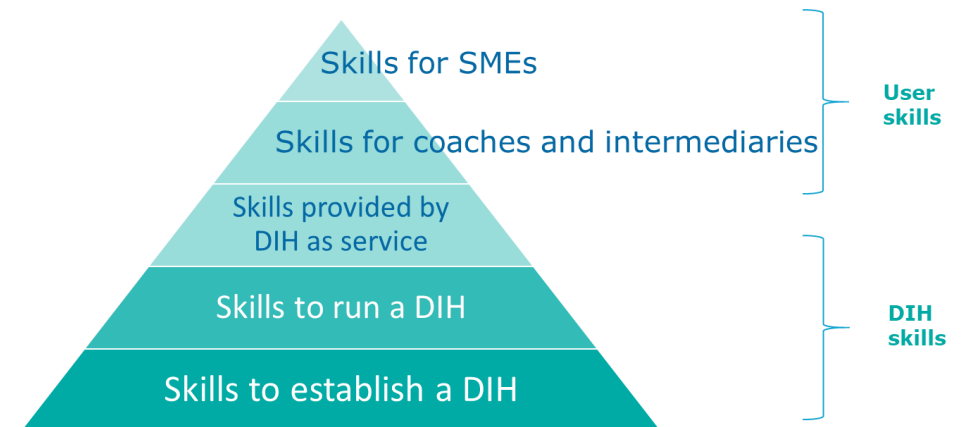 Skills for SMEs
Skills for coaches and intermediaries
Skills provided by
DIH as service
Skills to run a DIH
Skills to establish a DIH
User
skills
DIH
skills